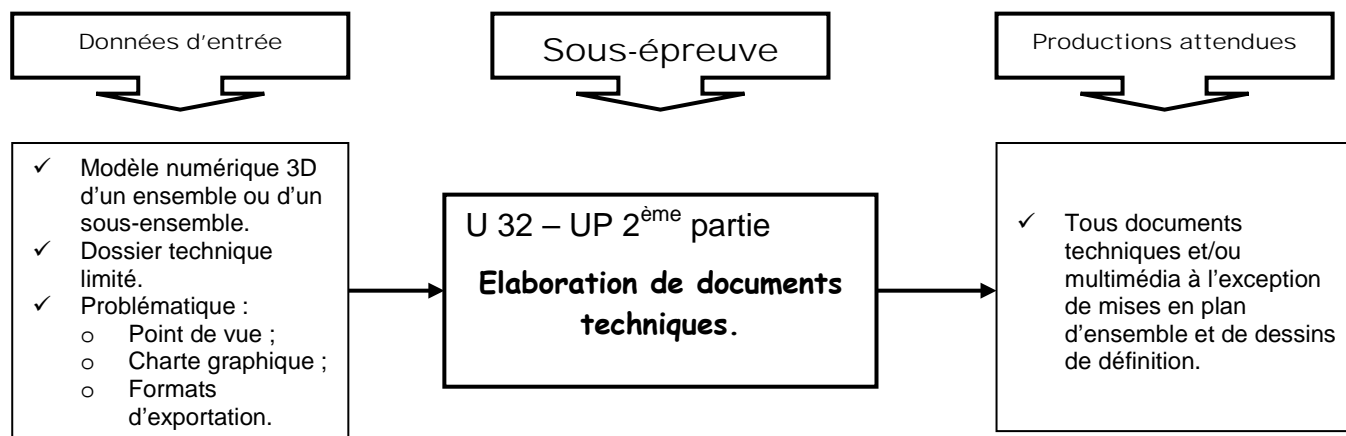 Données d'entrée
Sous-épreuve
Productions attendues
✓ Modèle numérique 3D
d'un ensemble ou d'un
sous-ensemble.
✓ Dossier technique
limité.
✓ Problématique :
o Point de vue ;
o Charte graphique ;
o Formats
d'exportation.
U 32 – UP 2ème partie
Elaboration de documents
techniques.
✓ Tous documents
techniques et/ou
multimédia à l'exception
de mises en plan
d'ensemble et de dessins
de définition.